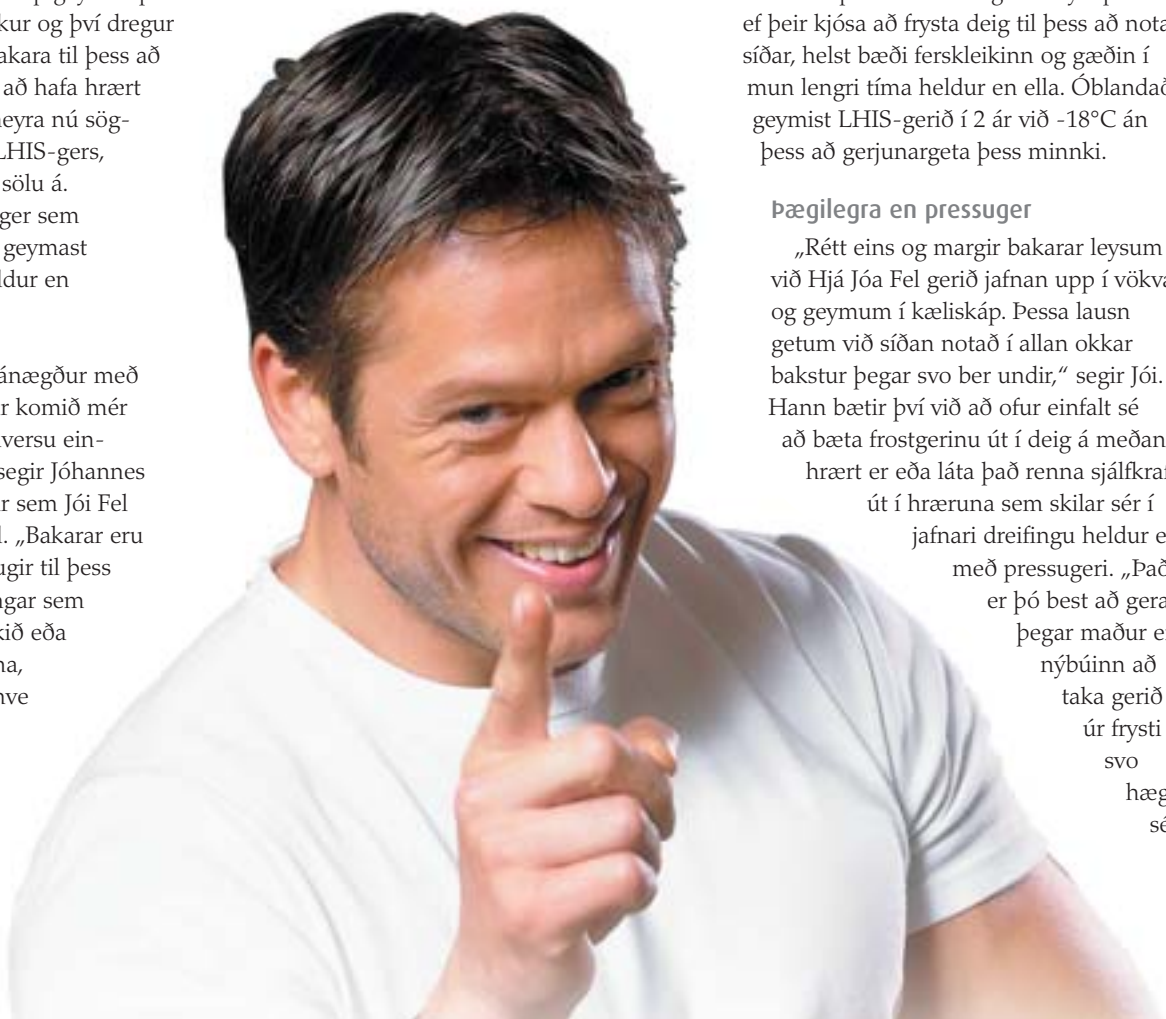 kur og því dregur
akara til þess að
að hafa hrært
eyra nú sög-
LHIS-gers,
sölu á.
ger sem
geymast
ldur en
ánægður með
r komið mér
versu ein-
segir Jóhannes
r sem Jói Fel
l. „Bakarar eru
ugir til þess
gar sem
kið eða
na,
hve
ef þeir kjósa að frysta deig til þess að nota
síðar, helst bæði ferskleikinn og gæðin í
mun lengri tíma heldur en ella. Óblandað
geymist LHIS-gerið í 2 ár við -18°C án
þess að gerjunargeta þess minnki.
Þægilegra en pressuger
„Rétt eins og margir bakarar leysum
við Hjá Jóa Fel gerið jafnan upp í vökva
og geymum í kæliskáp. Þessa lausn
getum við síðan notað í allan okkar
bakstur þegar svo ber undir,“ segir Jói.
Hann bætir því við að ofur einfalt sé
að bæta frostgerinu út í deig á meðan
hrært er eða láta það renna sjálfkraf
út í hræruna sem skilar sér í
jafnari dreifingu heldur e
með pressugeri. „Það
er þó best að gera
þegar maður er
nýbúinn að
taka gerið
úr frysti
svo
hæg
sé